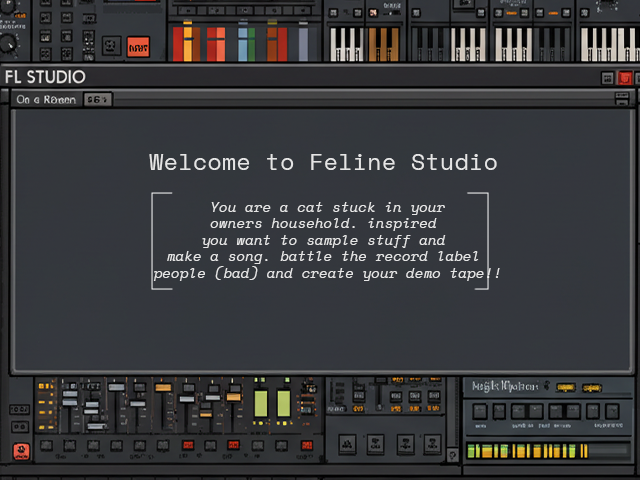 FL STUDIO
Welcome to Feline Studio
You are a cat stuck in your
owners household. inspired
you want to sample stuff and
make a song. battle the record label
people (bad) and create your demo tape!!